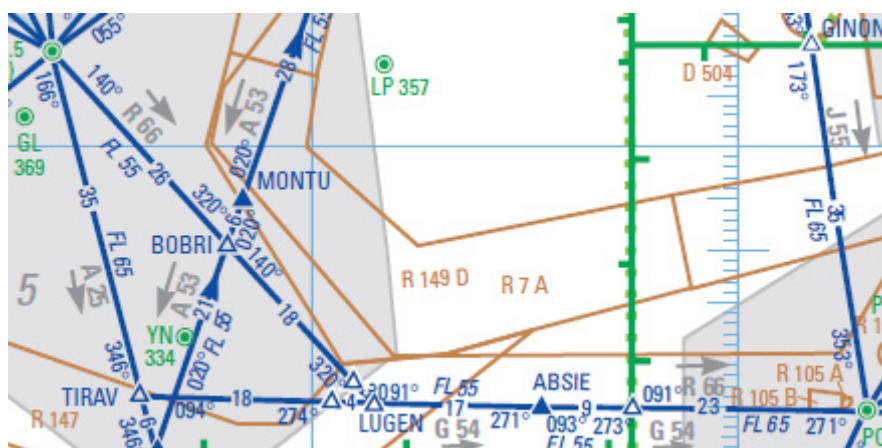 055°
FL 55
.5
GINON
LP 357
D 504
173°
166°
140°
R 66
28
A 53
GL
369
FL 55
26
020°
J 55
35
MONTU
320°
6
020°
35
FL 65
BOBRI
140°
FL 65
5
A 25
A 53
21
R 149 D
R 7 A
18
YN
334
020°
FL 55
353°
346°
320°
R 105 A
TIRAV
18
091°
FL 55
ABSIE
091°
R 66
R 105 B
R 147
094°
274°
4
LUGEN
17
271°
9
093°
273°
23
FL 65
271°
346°
6
G 54
FL 55
G 54